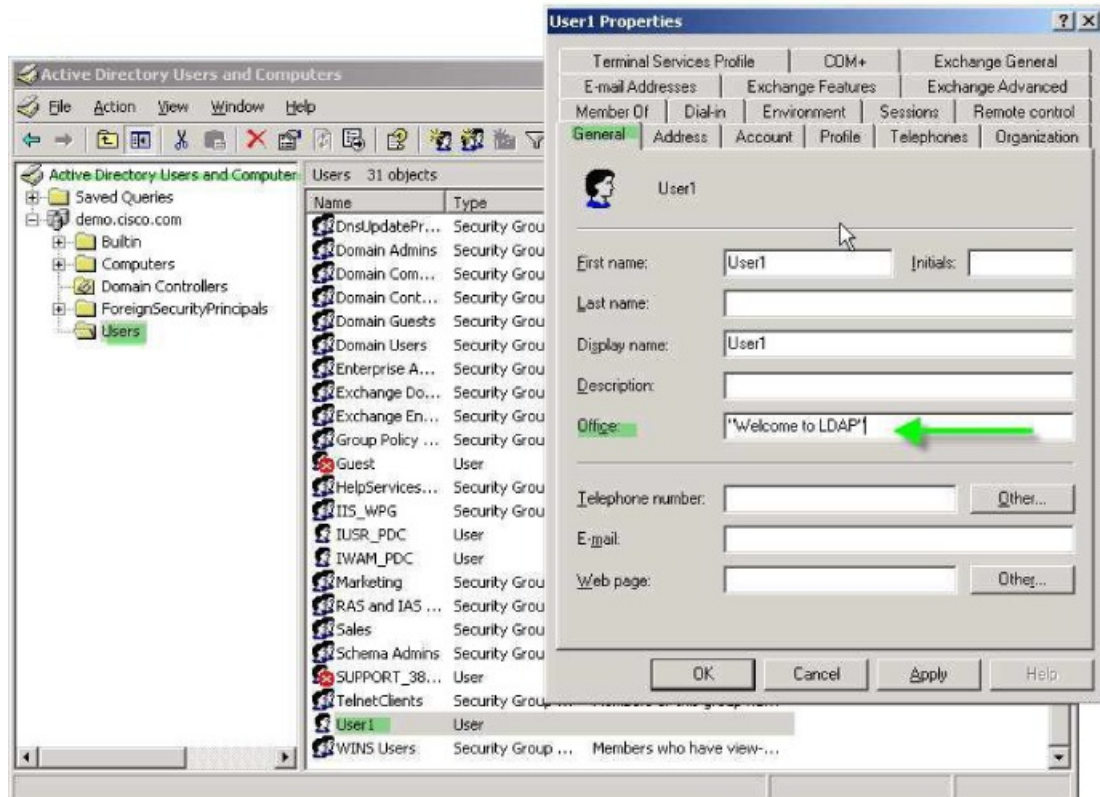 User1 Properties
Terminal Services Profile COM+ Exchange General
E-mail Addresses Exchange Features Exchange Advanced
Member Of Dial-in Environment Sessions Remote control
General Address Account Profile Telephones Organization
User1
First name: User1 Initials:
Last name:
Display name: User1
Description:
Office: "Welcome to LDAP"
Telephone number: Other...
E-mail:
Web page: Other...
OK Cancel Apply Help
Active Directory Users and Computers
File Action View Window Help
Active Directory Users and Computer
Saved Queries
demo.cisco.com
Builtin
Computers
Domain Controllers
ForeignSecurityPrincipals
Users
Users 31 objects
Name Type
DnsUpdatePr... Security Grou
Domain Admins Security Grou
Domain Com... Security Grou
Domain Cont... Security Grou
Domain Guests Security Grou
Domain Users Security Grou
Enterprise A... Security Grou
Exchange Do... Security Grou
Exchange En... Security Grou
Group Policy ... Security Grou
Guest User
HelpServices... Security Grou
IIS_WPG Security Grou
IUSR_PDC User
IWAM_PDC User
Marketing Security Grou
RAS and IAS ... Security Grou
Sales Security Grou
Schema Admins Security Grou
SUPPORT_38... User
TelnetClients Security Group ...
User1 User
WINS Users Security Group ... Members who have view-...